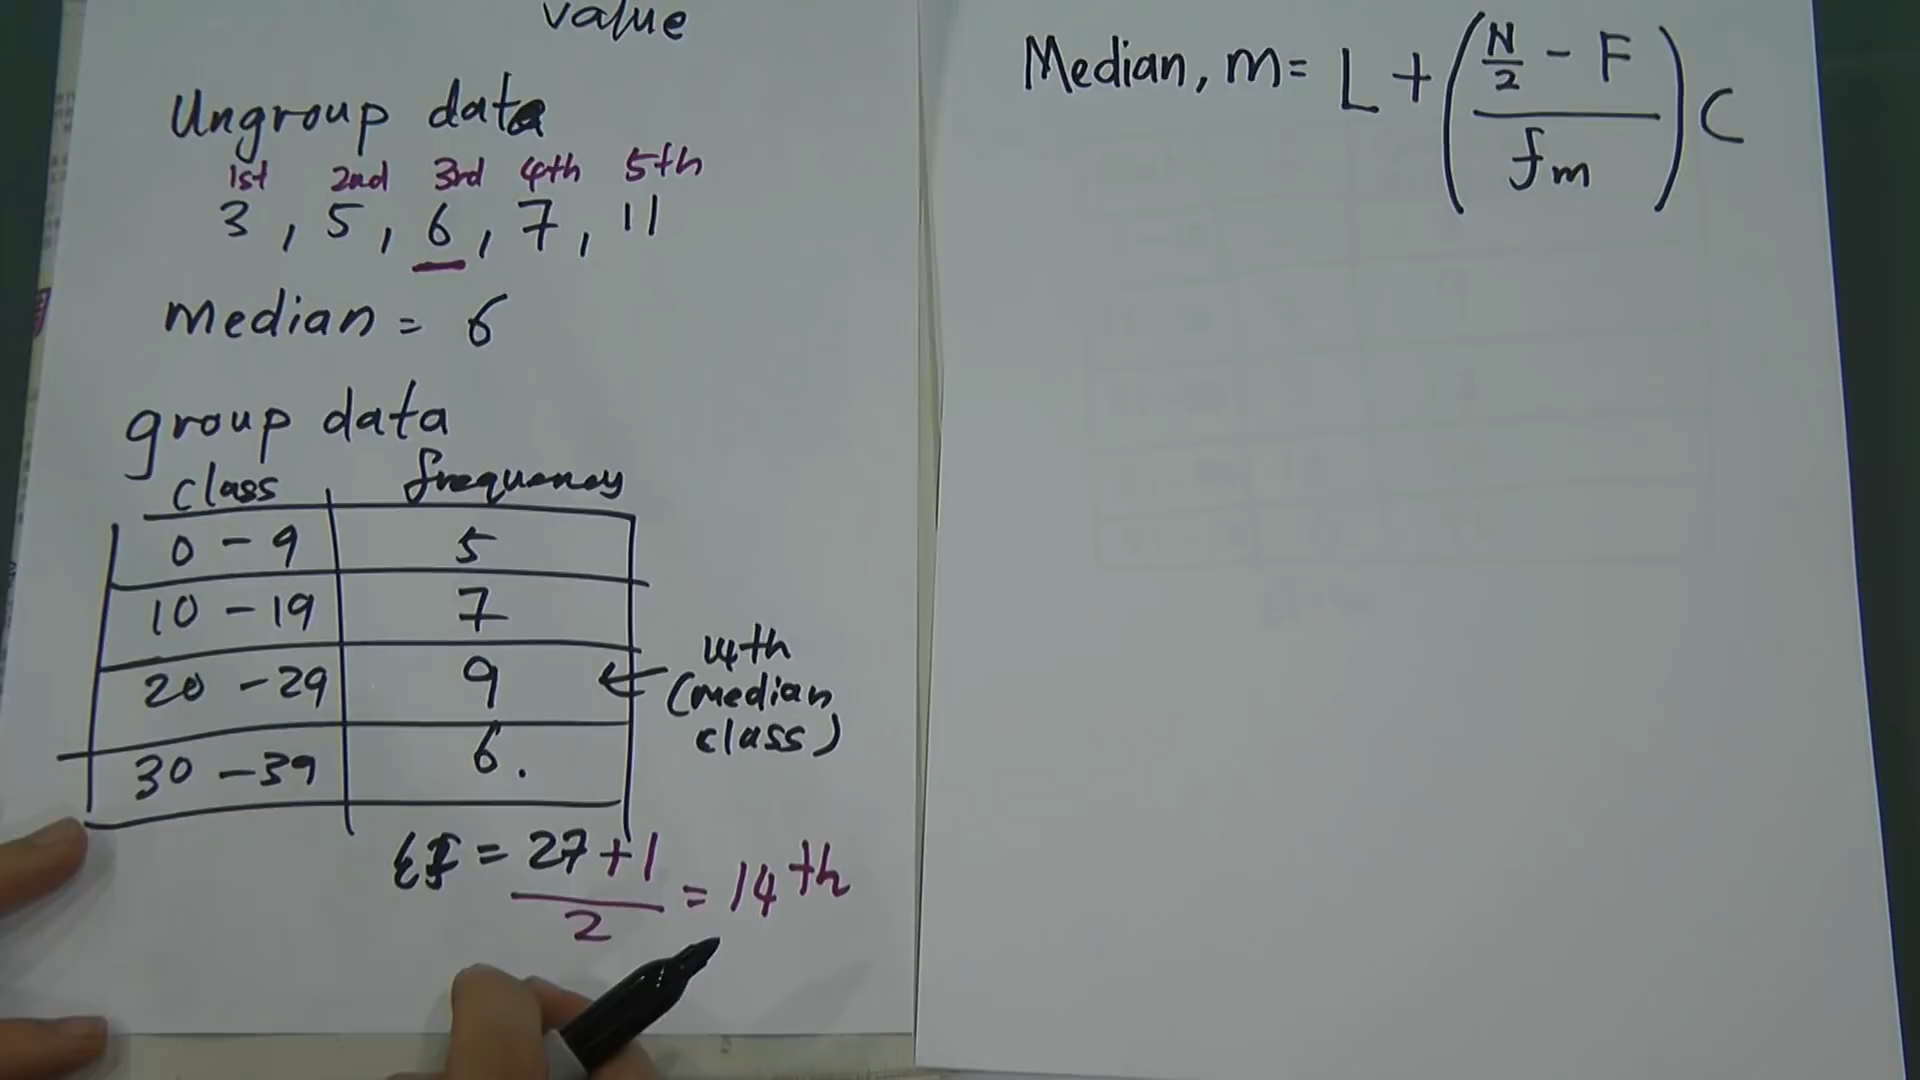 value
Ungroup data
1st 2nd 3rd 4th 5th
3 , 5 , 6 , 7 , 11
median = 6
group data
class frequency
0 - 9 5
10 - 19 7
20 - 29 9
30 - 39 6.
14th
(median
class)
Σf = 27 + 1
2
= 14th
Median, m = L + ( N/2 - F / fm ) C